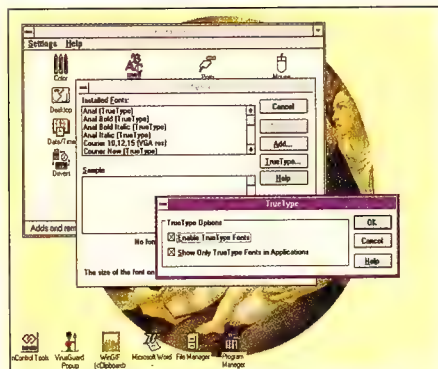 Settings Help
Color
Ports
Mouse
Desktop
Date/Time
Drivers
Installed Fonts:
Arial (TrueType)
Arial Bold (TrueType)
Arial Bold Italic (TrueType)
Arial Italic (TrueType)
Courier 10,12,15 (VGA res)
Courier New (TrueType)
Cancel
Add...
TrueType...
Help
Sample
No fon
The size of the font on
Adds and rem
TrueType
TrueType Options
Enable TrueType Fonts
Show Only TrueType Fonts in Applications
OK
Cancel
Help
nControl Tools
VirusGuard Popup
WinGIF (<Clipboard>)
Microsoft Word
File Manager
Program Manager